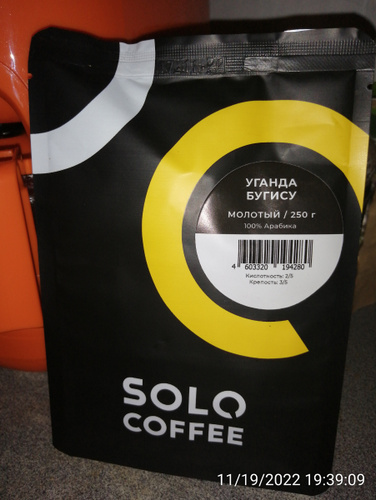 УГАНДА
БУГИСУ
МОЛОТЫЙ / 250 г
100% Арабика
4 603320 194280
Кислотность: 2/5
Крепость: 3/5
SOLO
COFFEE
11/19/2022 19:39:09